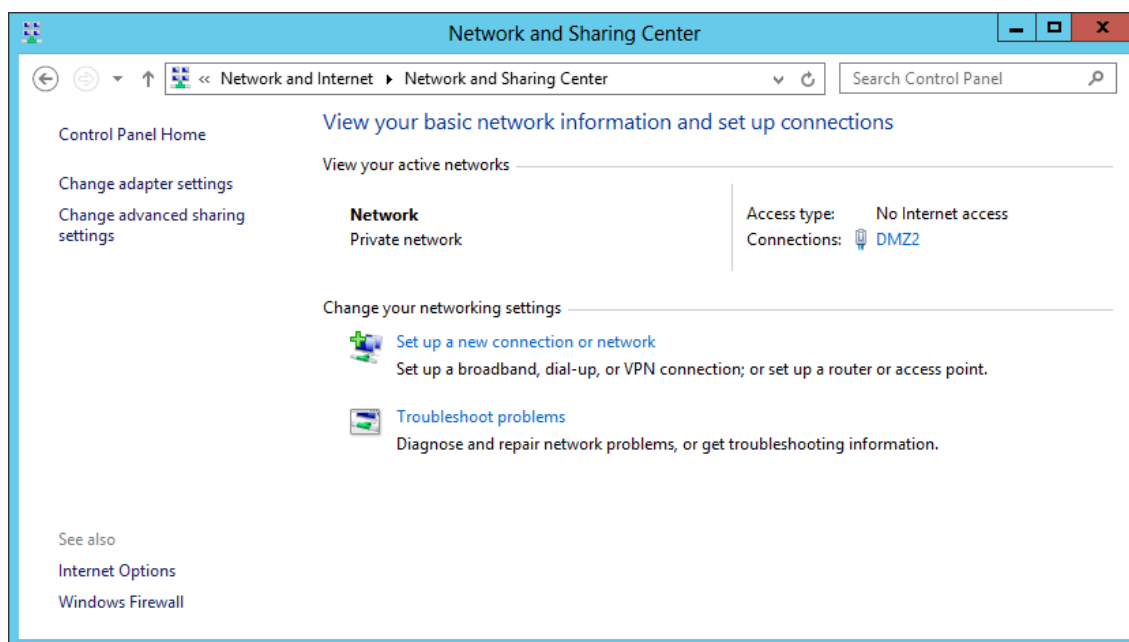 Network and Sharing Center
« Network and Internet ▸ Network and Sharing Center
Search Control Panel
Control Panel Home
Change adapter settings
Change advanced sharing
settings
View your basic network information and set up connections
View your active networks
Network
Private network
Access type: No Internet access
Connections: DMZ2
Change your networking settings
Set up a new connection or network
Set up a broadband, dial-up, or VPN connection; or set up a router or access point.
Troubleshoot problems
Diagnose and repair network problems, or get troubleshooting information.
See also
Internet Options
Windows Firewall